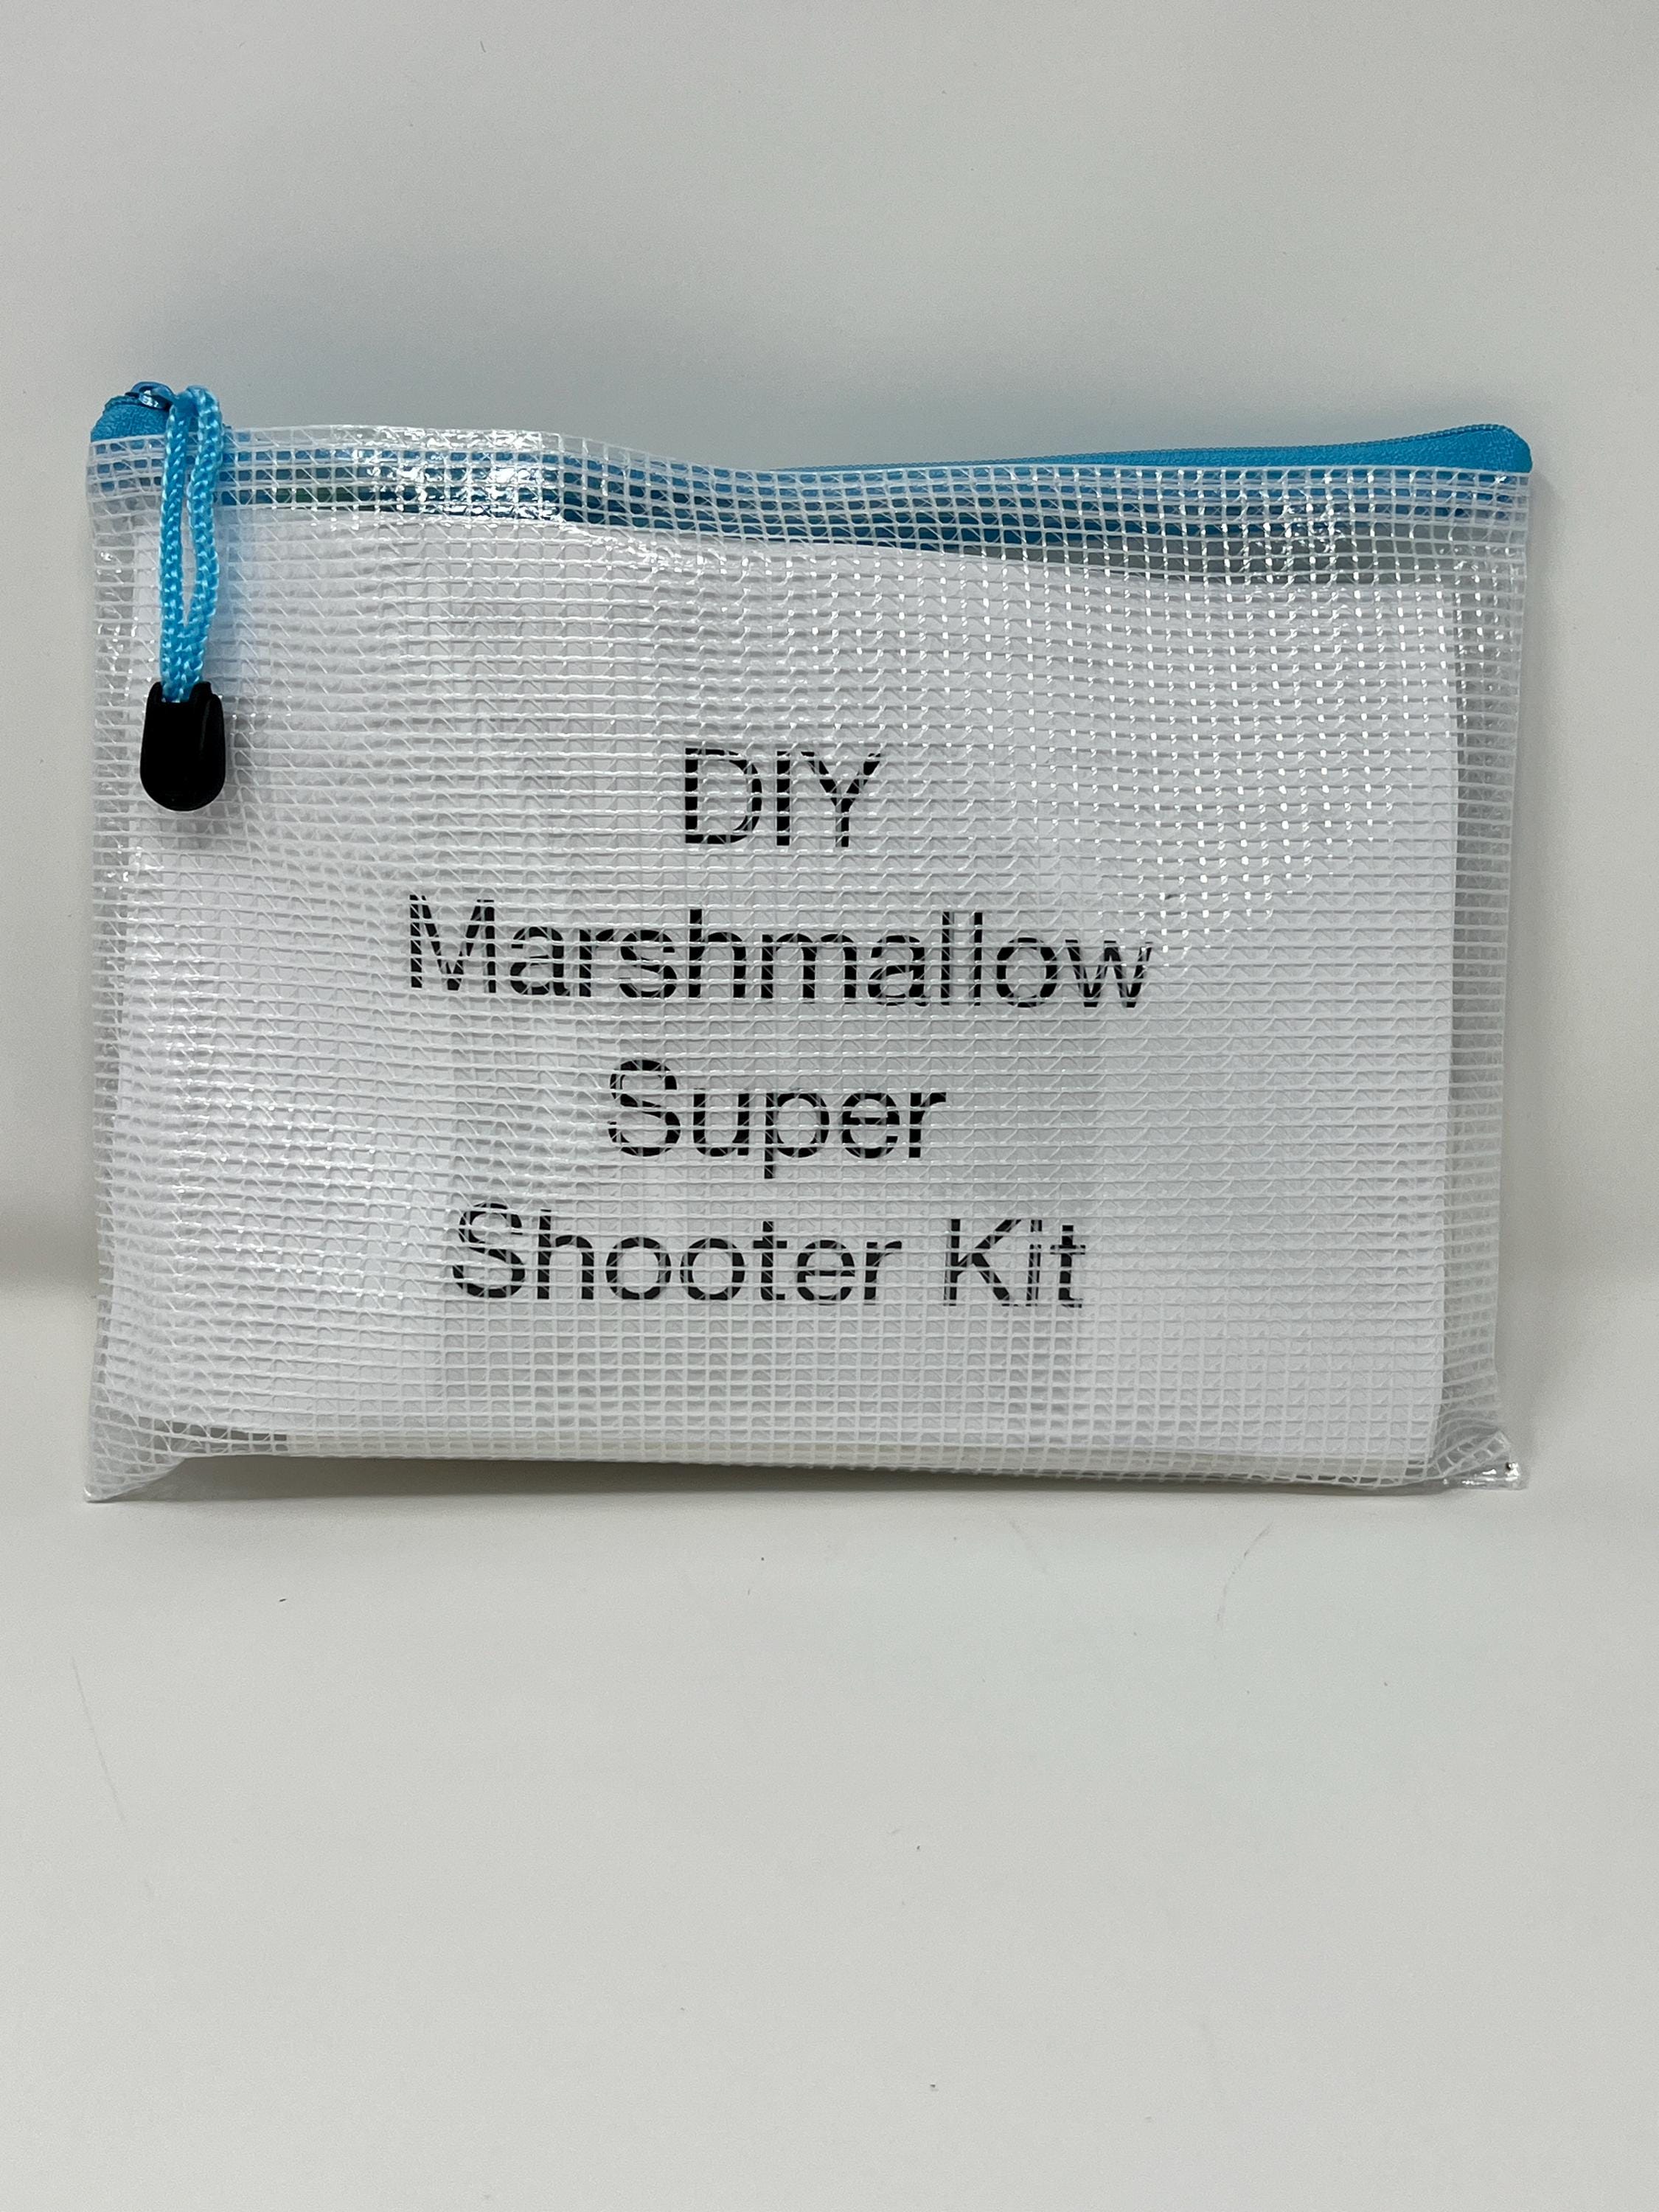 DIY
Marshmallow
Super
Shooter Kit